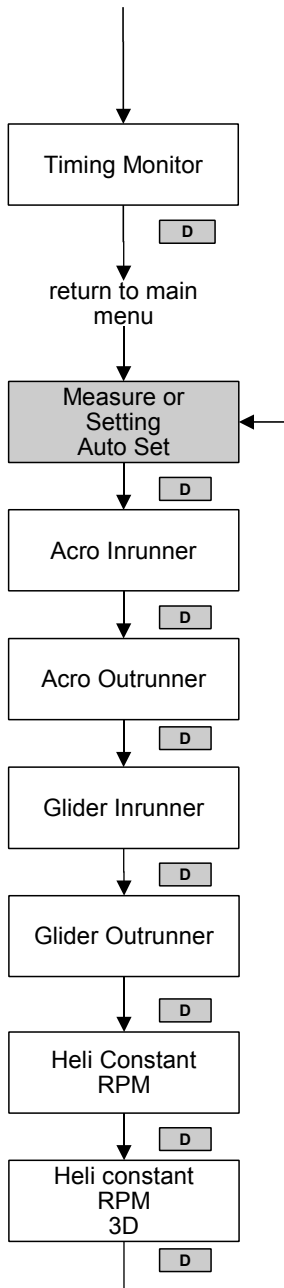 Timing Monitor
D
return to main
menu
Measure or
Setting
Auto Set
D
Acro Inrunner
D
Acro Outrunner
D
Glider Inrunner
D
Glider Outrunner
D
Heli Constant
RPM
D
Heli constant
RPM
3D
D